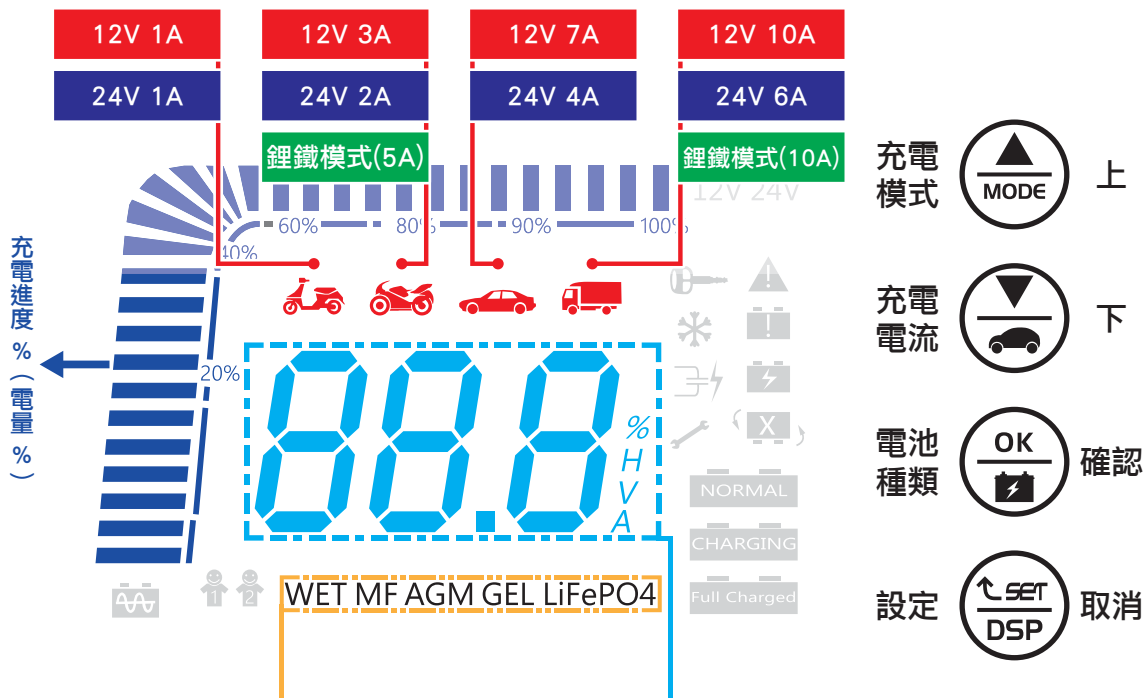 12V 1A
12V 3A
12V 7A
12V 10A
24V 1A
24V 2A
24V 4A
24V 6A
鋰鐵模式(5A)
鋰鐵模式(10A)
12V 24V
60%
80%
90%
100%
40%
20%
充電進度 %(電量 %)
88.8
%
H
V
A
X
NORMAL
CHARGING
Full Charged
1
2
WET MF AGM GEL LiFePO4
充電
模式
MODE
上
充電
電流
下
電池
種類
OK
確認
設定
SET
DSP
取消